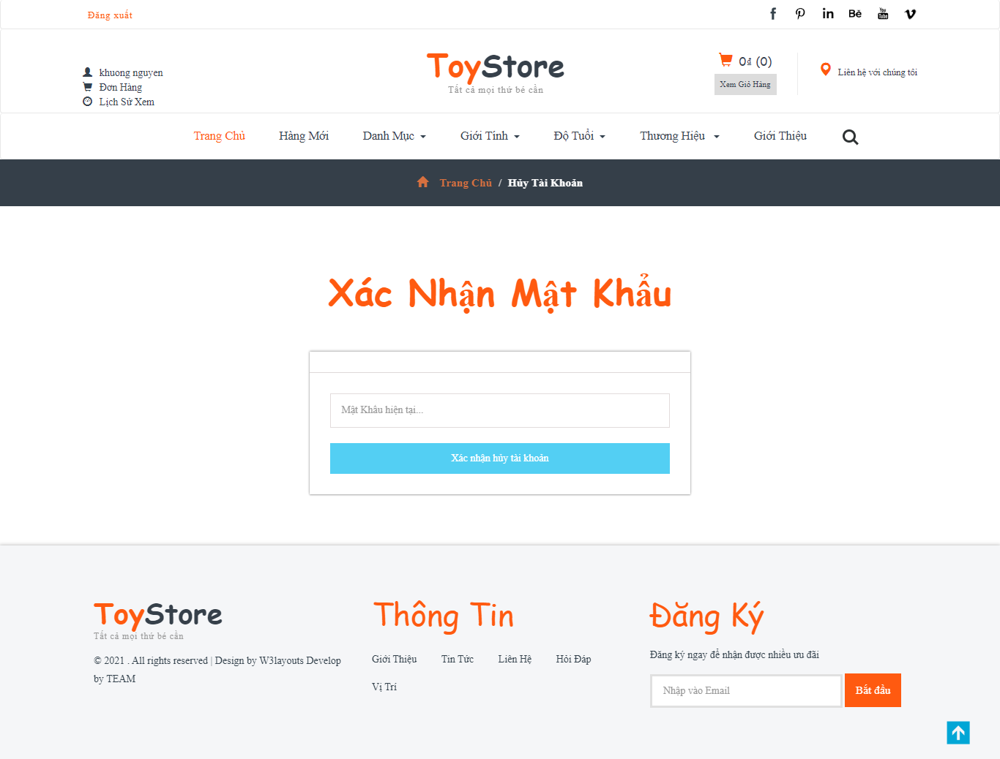 Đăng xuất
khuong nguyen
Đơn Hàng
Lịch Sử Xem
ToyStore
Tất cả mọi thứ bé cần
0₫ (0)
Xem Giỏ Hàng
Liên hệ với chúng tôi
Trang Chủ Hàng Mới Danh Mục Giới Tính Độ Tuổi Thương Hiệu Giới Thiệu
Trang Chủ / Hủy Tài Khoản
Xác Nhận Mật Khẩu
Mật Khẩu hiện tại...
Xác nhận hủy tài khoản
ToyStore
Tất cả mọi thứ bé cần
© 2021 . All rights reserved | Design by W3layouts Develop
by TEAM
Thông Tin
Giới Thiệu Tin Tức Liên Hệ Hỏi Đáp
Vị Trí
Đăng Ký
Đăng ký ngay để nhận được nhiều ưu đãi
Nhập vào Email
Bắt đầu